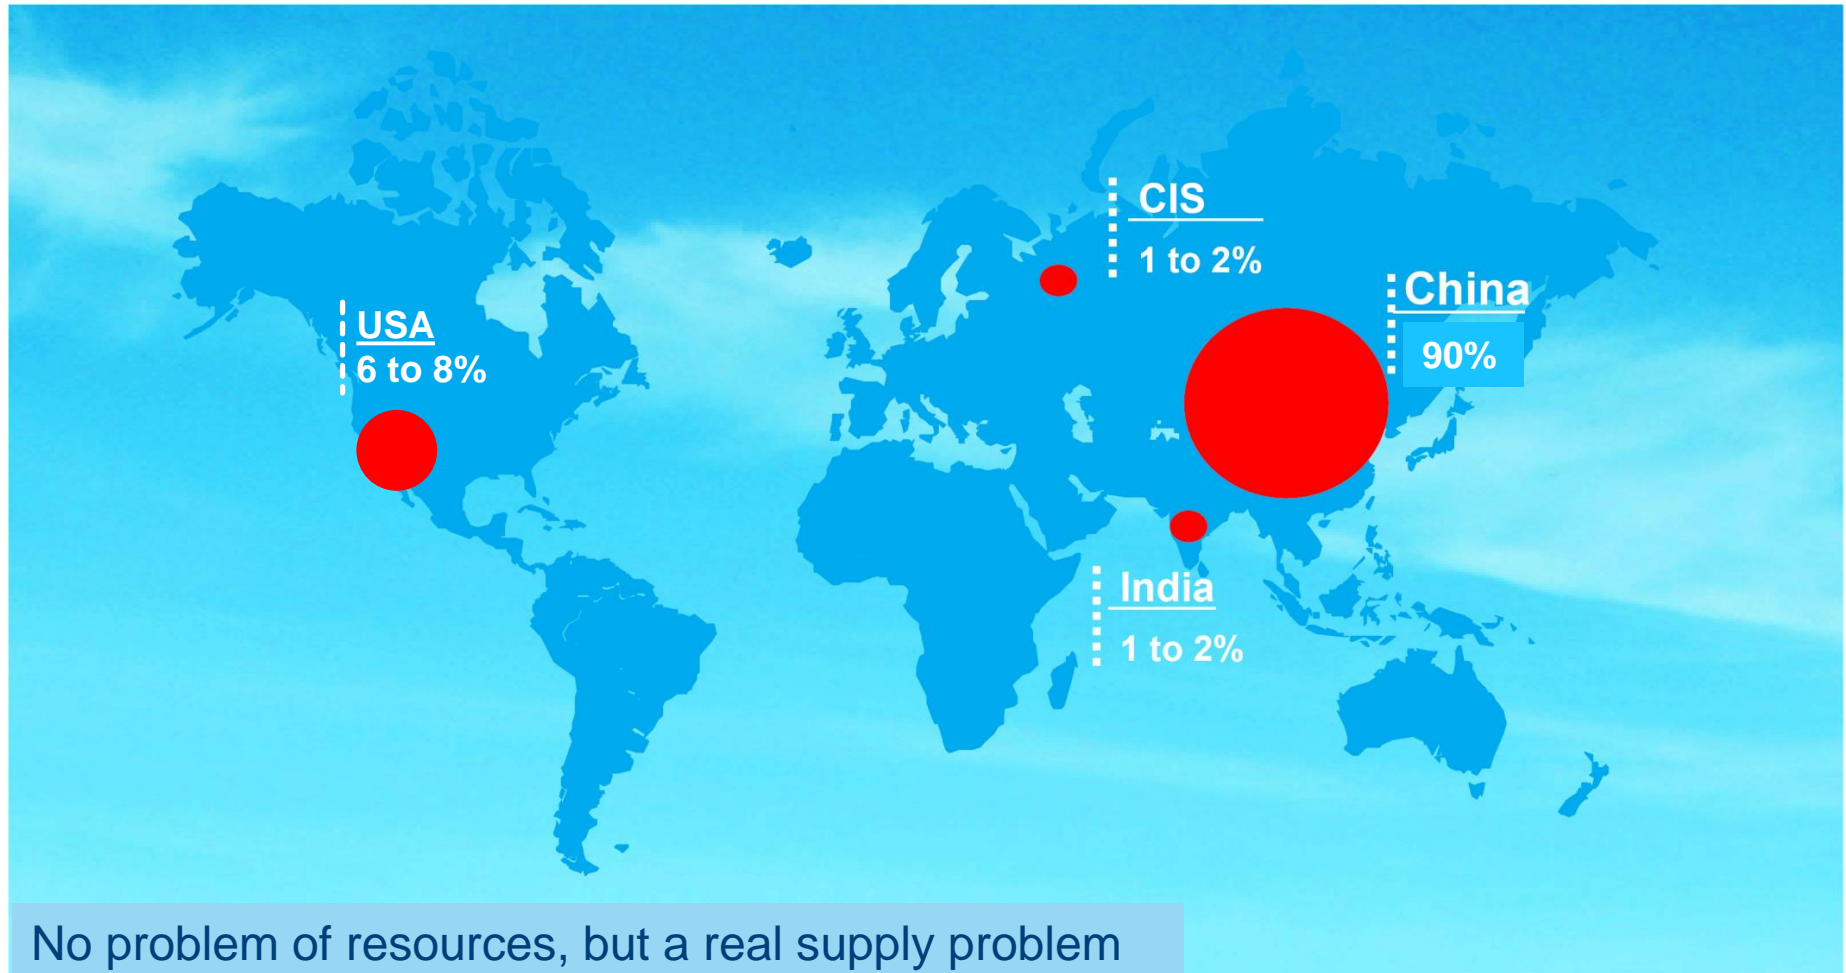 CIS
1 to 2%
China
90%
USA
6 to 8%
India
1 to 2%
No problem of resources, but a real supply problem